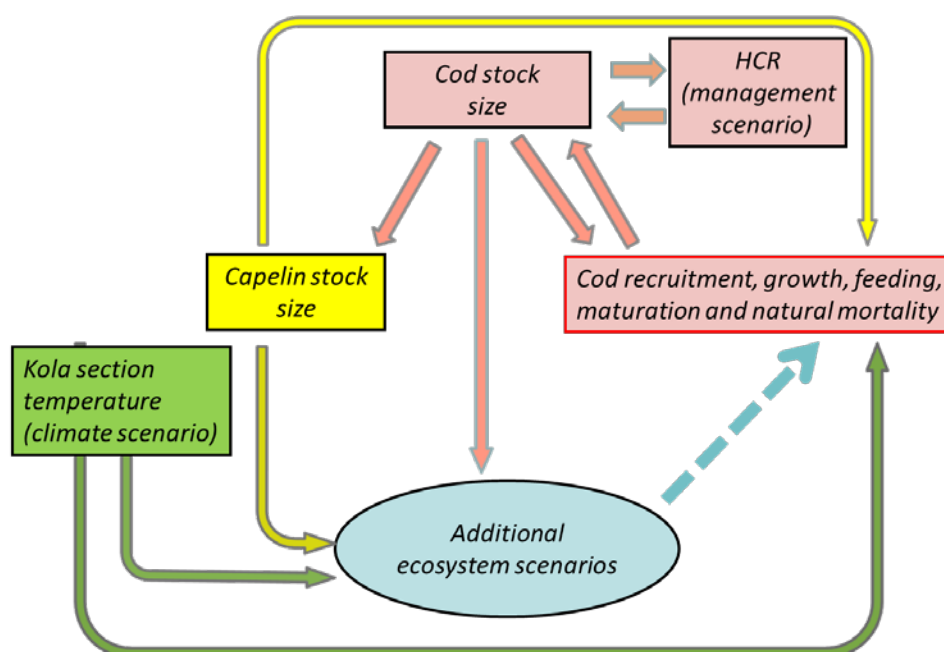 Cod stock
size
HCR
(management
scenario)
Capelin stock
size
Cod recruitment, growth, feeding,
maturation and natural mortality
Kola section
temperature
(climate scenario)
Additional
ecosystem scenarios